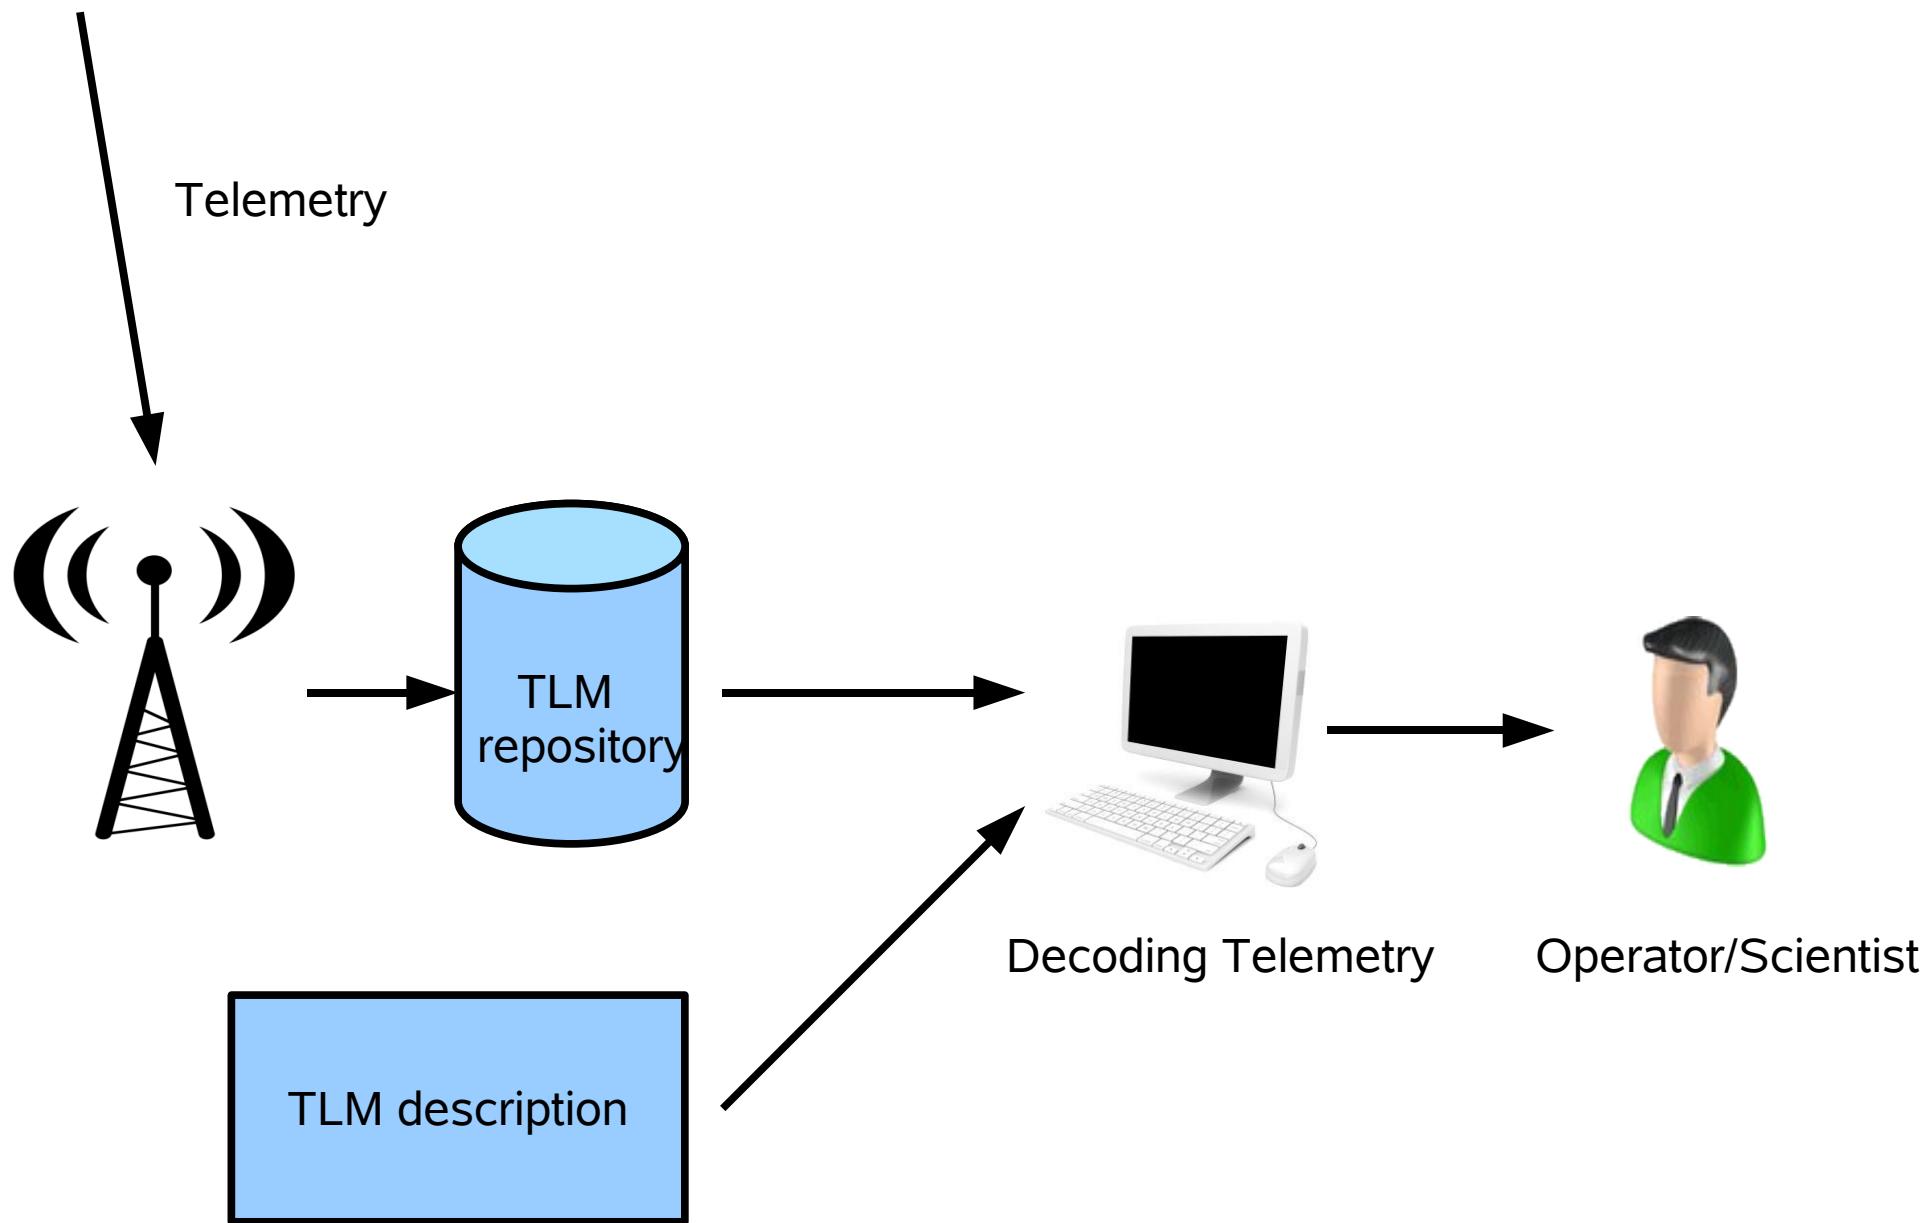 Telemetry
TLM
repository
Decoding Telemetry
Operator/Scientist
TLM description